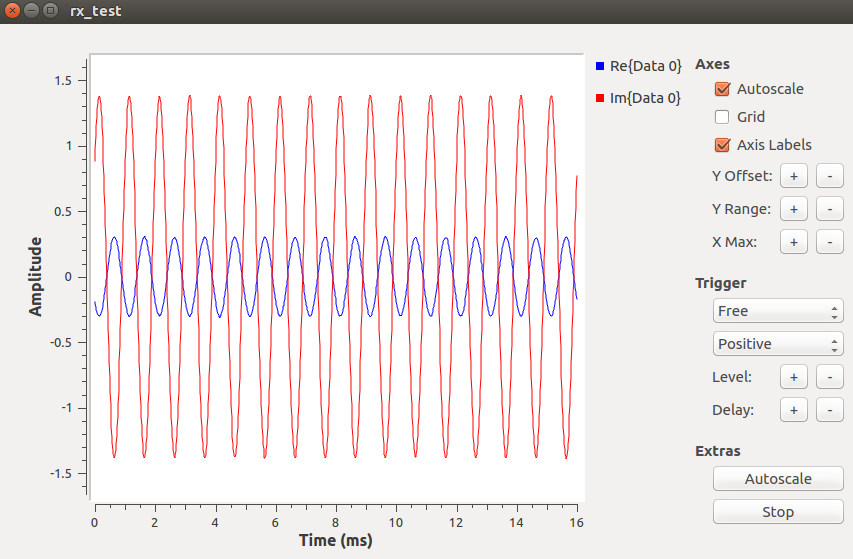 rx_test
Re{Data 0}
Im{Data 0}
Axes
Autoscale
Grid
Axis Labels
Y Offset: + -
Y Range: + -
X Max: + -
Trigger
Free
Positive
Level: + -
Delay: + -
Extras
Autoscale
Stop
Amplitude
1.5
1
0.5
0
-0.5
-1
-1.5
0 2 4 6 8 10 12 14 16
Time (ms)